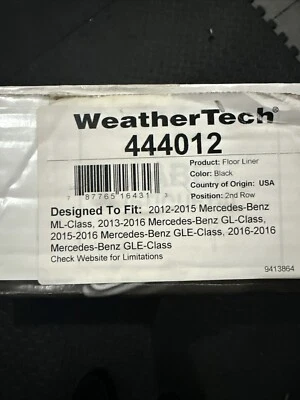 WeatherTech®
444012
Product: Floor Liner
Color: Black
Country of Origin: USA
Position: 2nd Row
7 87765 16431
Designed To Fit: 2012-2015 Mercedes-Benz
ML-Class, 2013-2016 Mercedes-Benz GL-Class,
2015-2016 Mercedes-Benz GLE-Class, 2016-2016
Mercedes-Benz GLE-Class
Check Website for Limitations
9413864